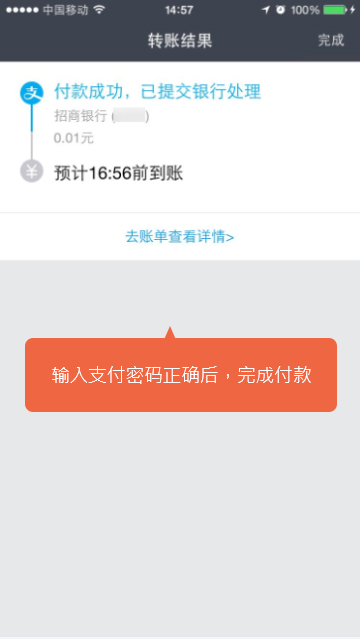 中国移动 14:57 100%
转账结果 完成
支 付款成功，已提交银行处理
招商银行 ( )
0.01元
¥ 预计16:56前到账
去账单查看详情>
输入支付密码正确后，完成付款